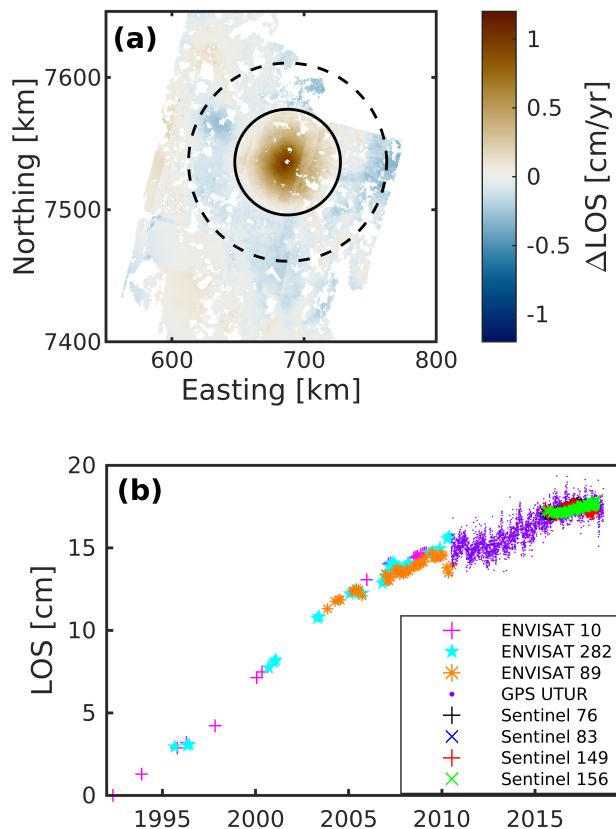 (a)
Northing [km]
7600
7500
7400
600
700
800
Easting [km]
1
0.5
0
-0.5
-1
ΔLOS [cm/yr]
(b)
LOS [cm]
20
15
10
5
0
1995
2000
2005
2010
2015
ENVISAT 10
ENVISAT 282
ENVISAT 89
GPS UTUR
Sentinel 76
Sentinel 83
Sentinel 149
Sentinel 156